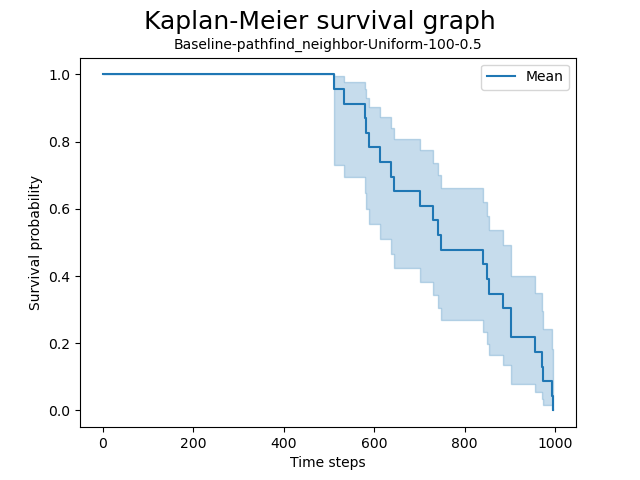 Kaplan-Meier survival graph
Baseline-pathfind_neighbor-Uniform-100-0.5
Mean
1.0
0.8
0.6
0.4
0.2
0.0
Survival probability
0 200 400 600 800 1000
Time steps